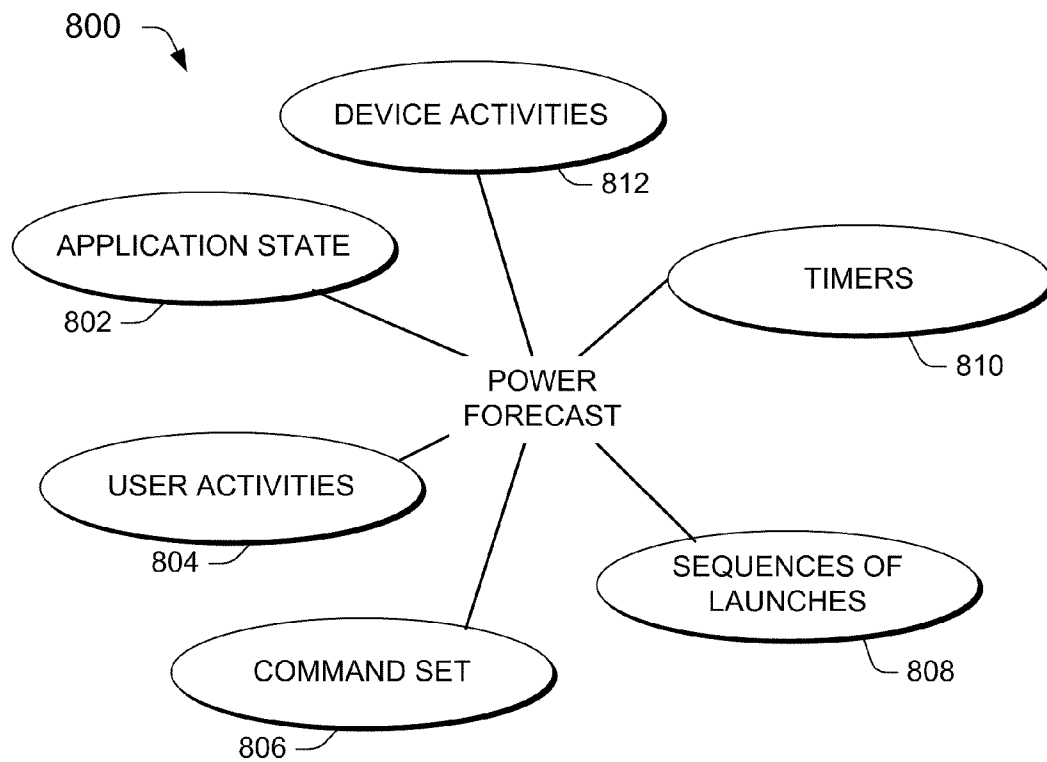 800
DEVICE ACTIVITIES
812
APPLICATION STATE
802
TIMERS
810
POWER
FORECAST
USER ACTIVITIES
804
SEQUENCES OF
LAUNCHES
808
COMMAND SET
806